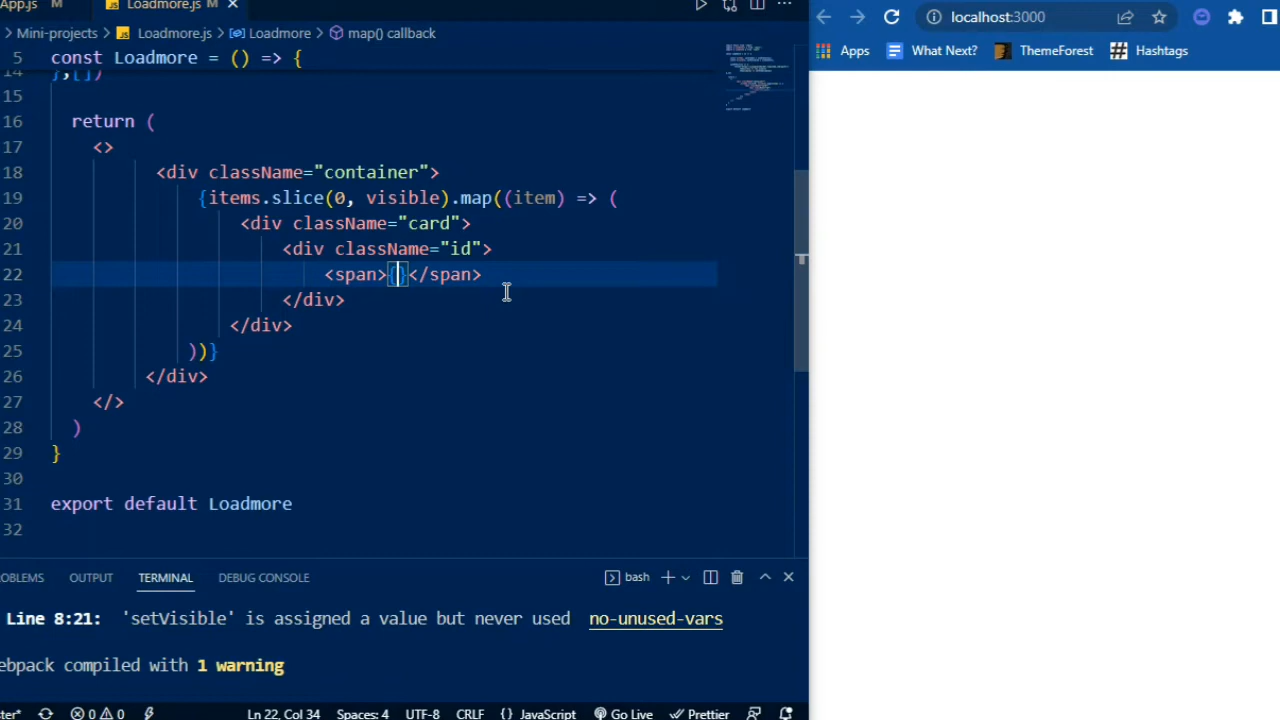 App.js M Loadmore.js M
Mini-projects > Loadmore.js > Loadmore > map() callback
5 const Loadmore = () => {
14 },[])
15
16 return (
17 <>
18 <div className="container">
19 {items.slice(0, visible).map((item) => (
20 <div className="card">
21 <div className="id">
22 <span>{}</span>
23 </div>
24 </div>
25 ))}
26 </div>
27 </>
28 )
29 }
30
31 export default Loadmore
32
OBLEMS OUTPUT TERMINAL DEBUG CONSOLE bash
Line 8:21: 'setVisible' is assigned a value but never used no-unused-vars
ebpack compiled with 1 warning
ter* 0 0 Ln 22, Col 34 Spaces: 4 UTF-8 CRLF {} JavaScript Go Live Prettier
localhost:3000
Apps What Next? ThemeForest Hashtags